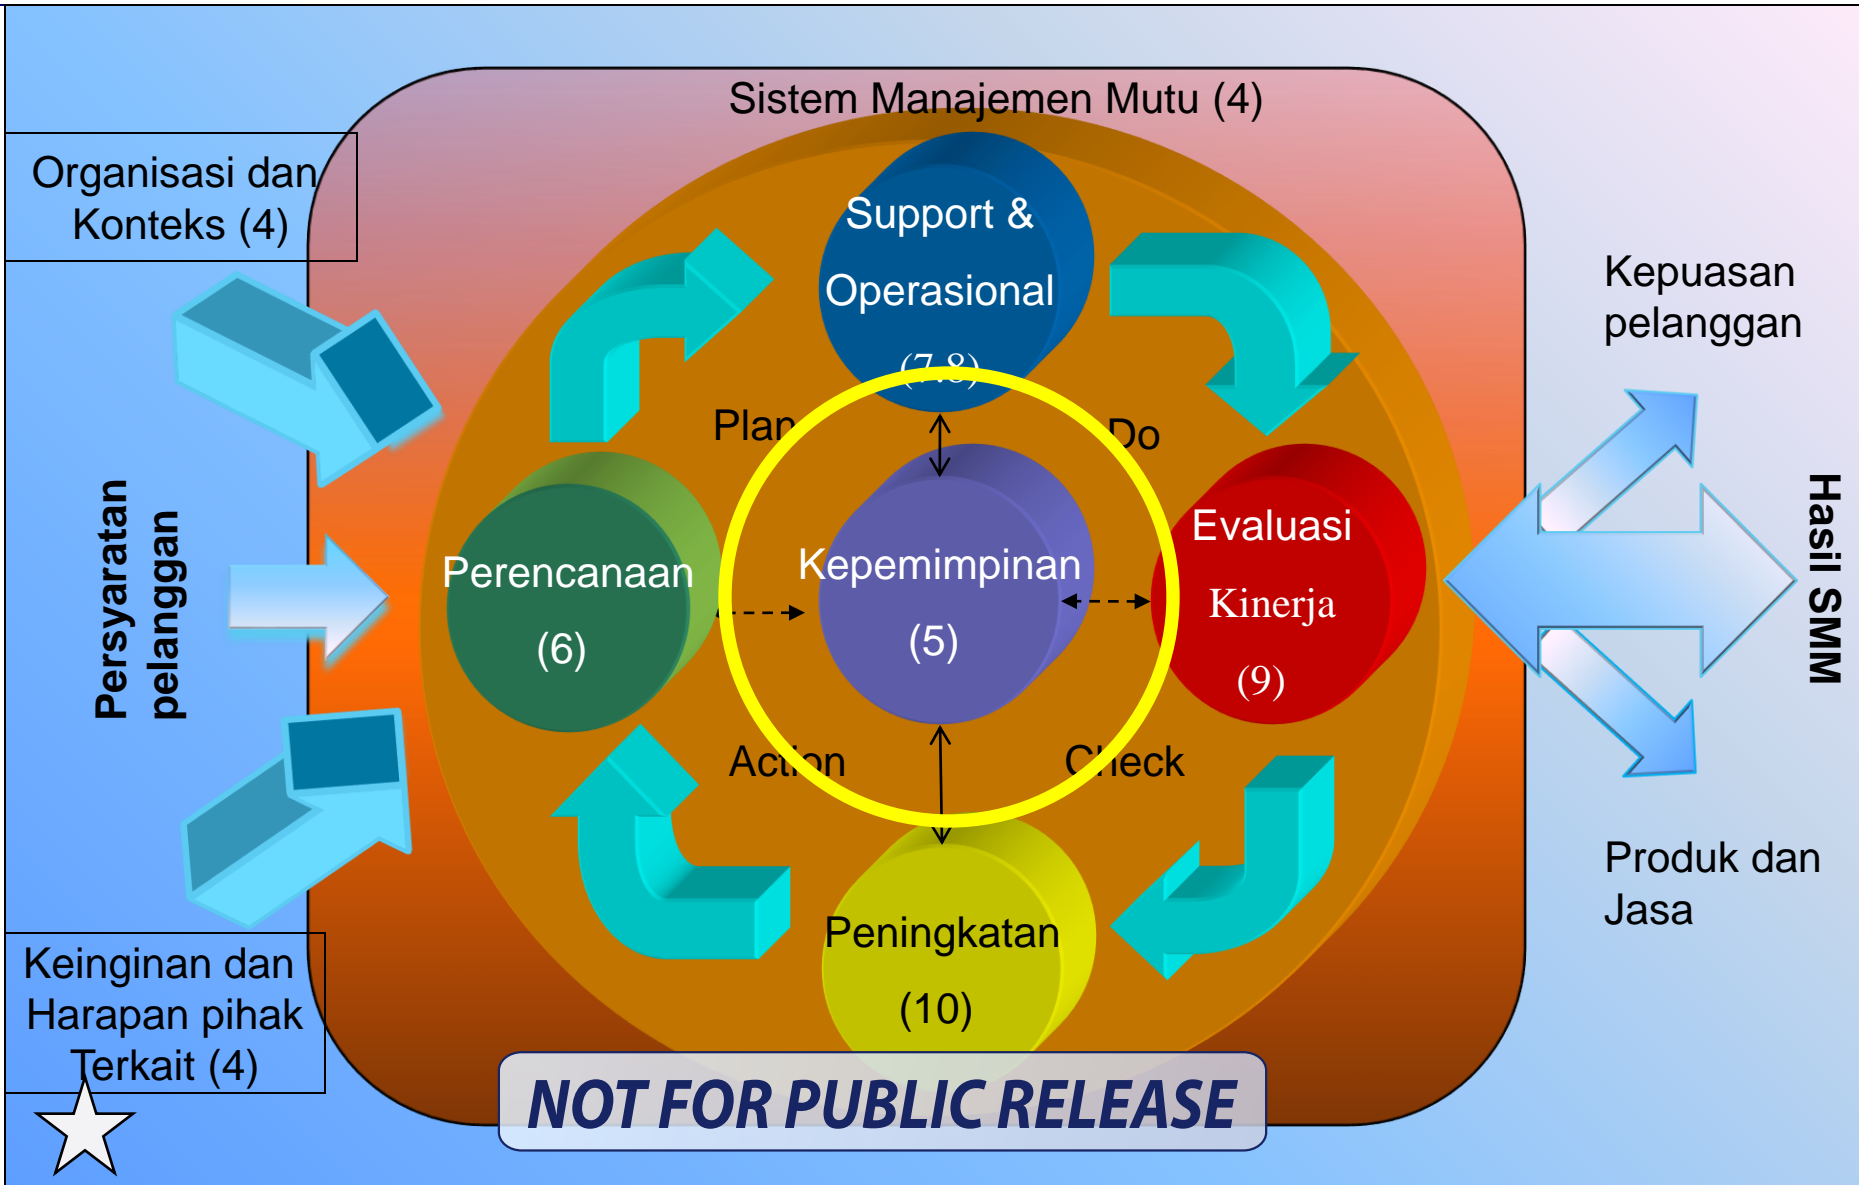 Sistem Manajemen Mutu (4)
Organisasi dan
Konteks (4)
Support &
Operasional
(7.8)
Kepuasan
pelanggan
Plan
Do
Persyaratan
pelanggan
Perencanaan
(6)
Kepemimpinan
(5)
Evaluasi
Kinerja
(9)
Hasil SMM
Action
Check
Peningkatan
(10)
Produk dan
Jasa
Keinginan dan
Harapan pihak
Terkait (4)
NOT FOR PUBLIC RELEASE